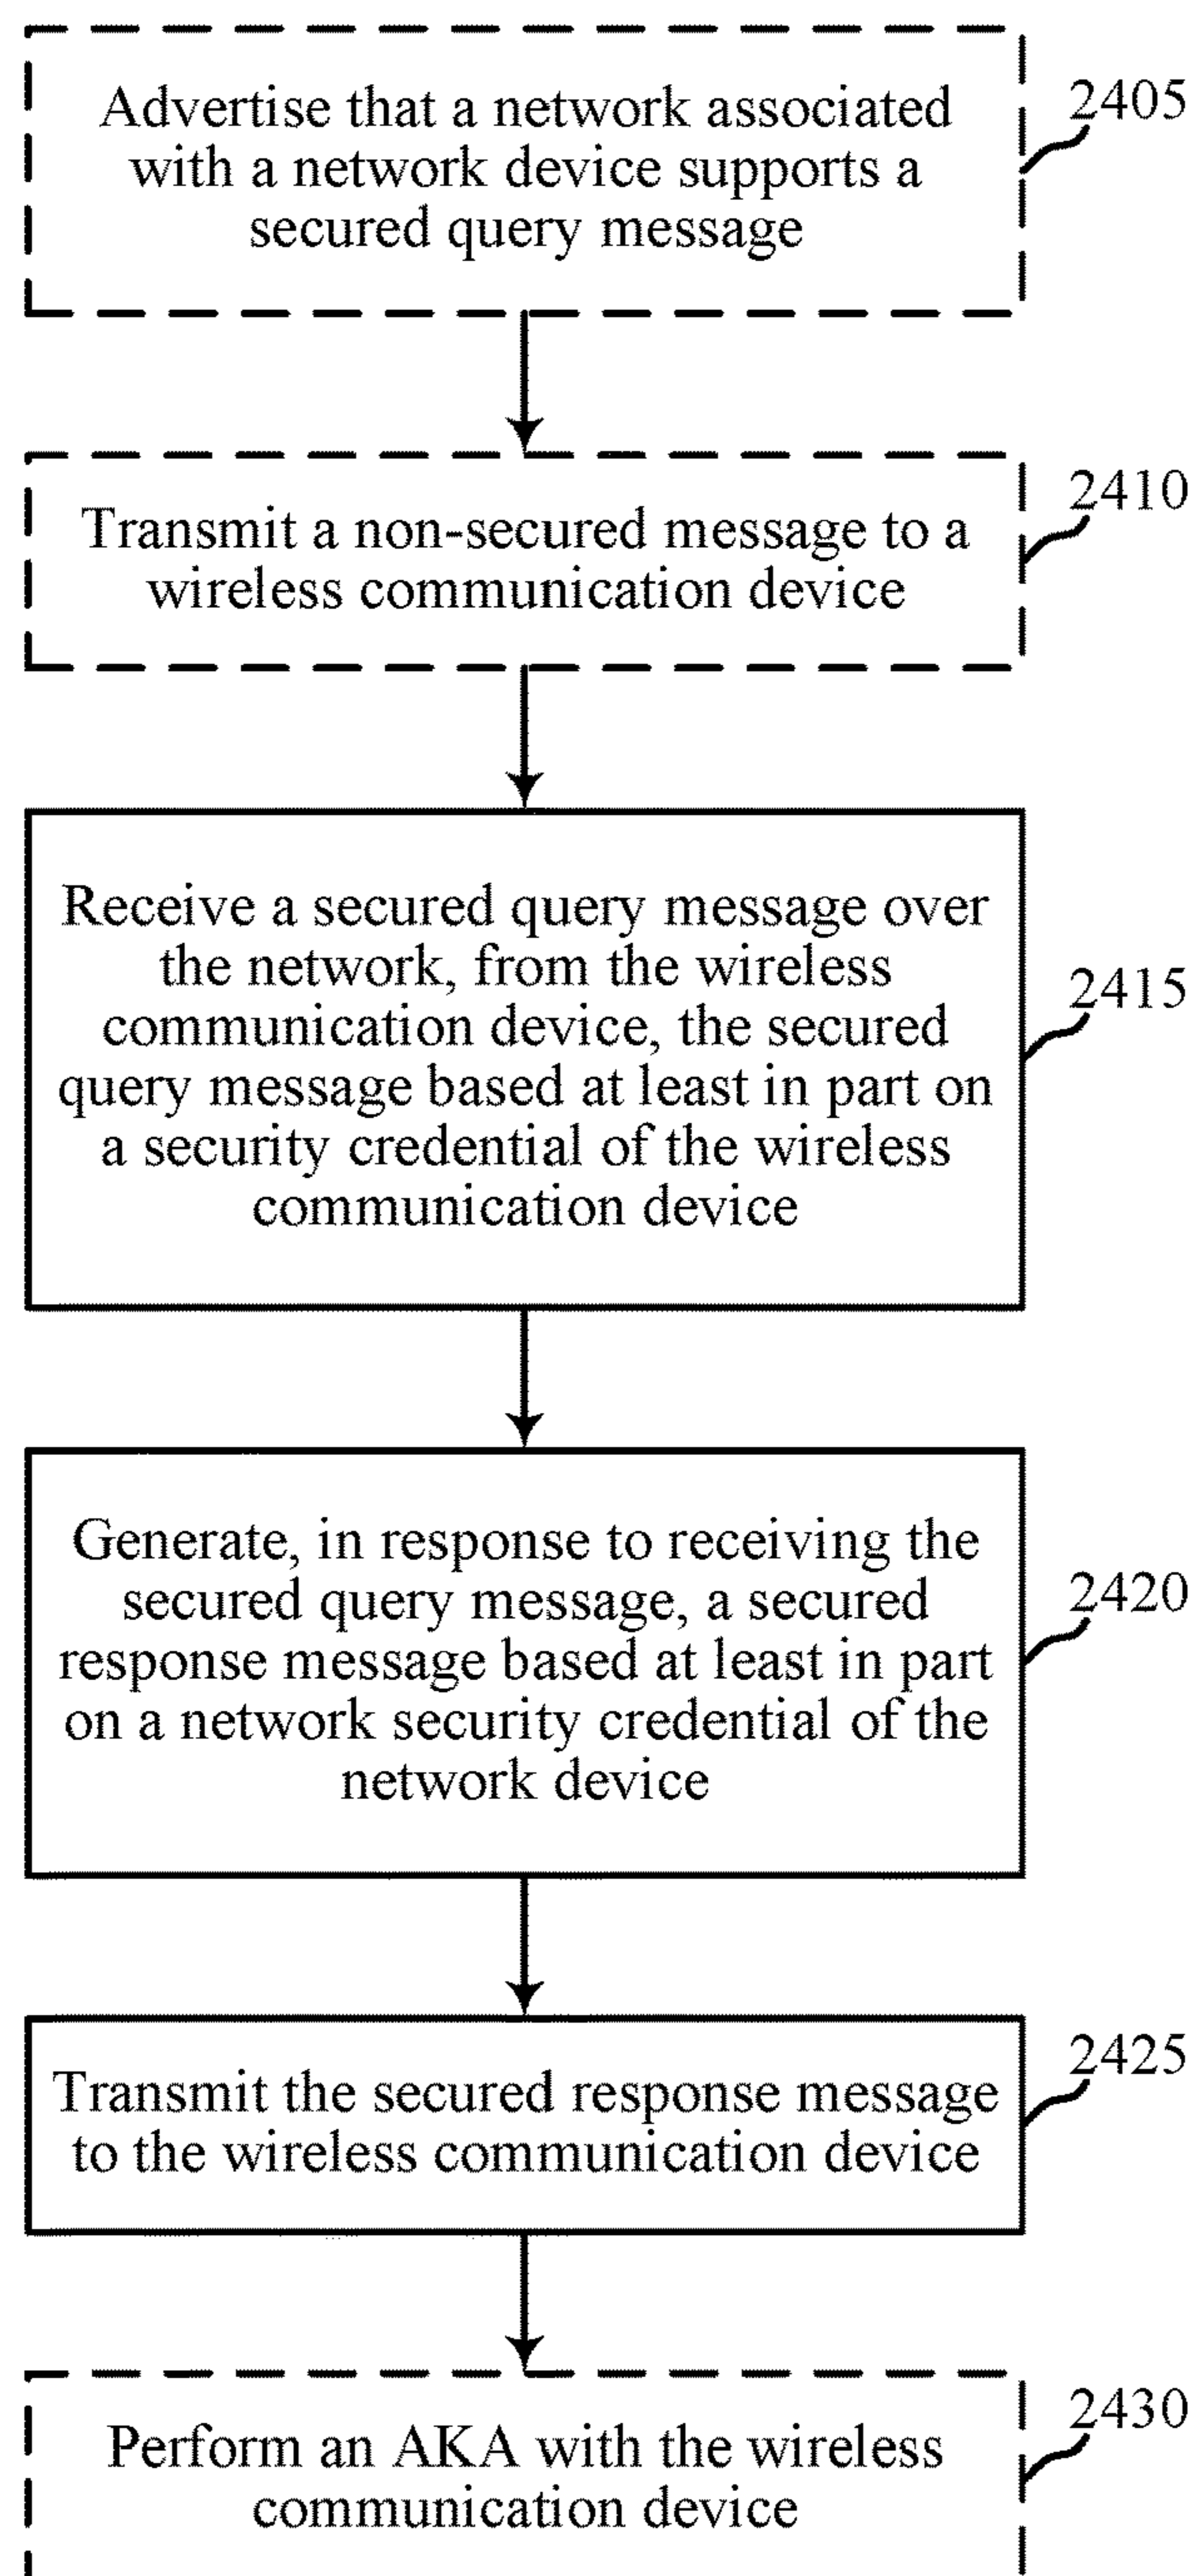 Advertise that a network associated
with a network device supports a
secured query message
2405
Transmit a non-secured message to a
wireless communication device
2410
Receive a secured query message over
the network, from the wireless
communication device, the secured
query message based at least in part on
a security credential of the wireless
communication device
2415
Generate, in response to receiving the
secured query message, a secured
response message based at least in part
on a network security credential of the
network device
2420
Transmit the secured response message
to the wireless communication device
2425
Perform an AKA with the wireless
communication device
2430